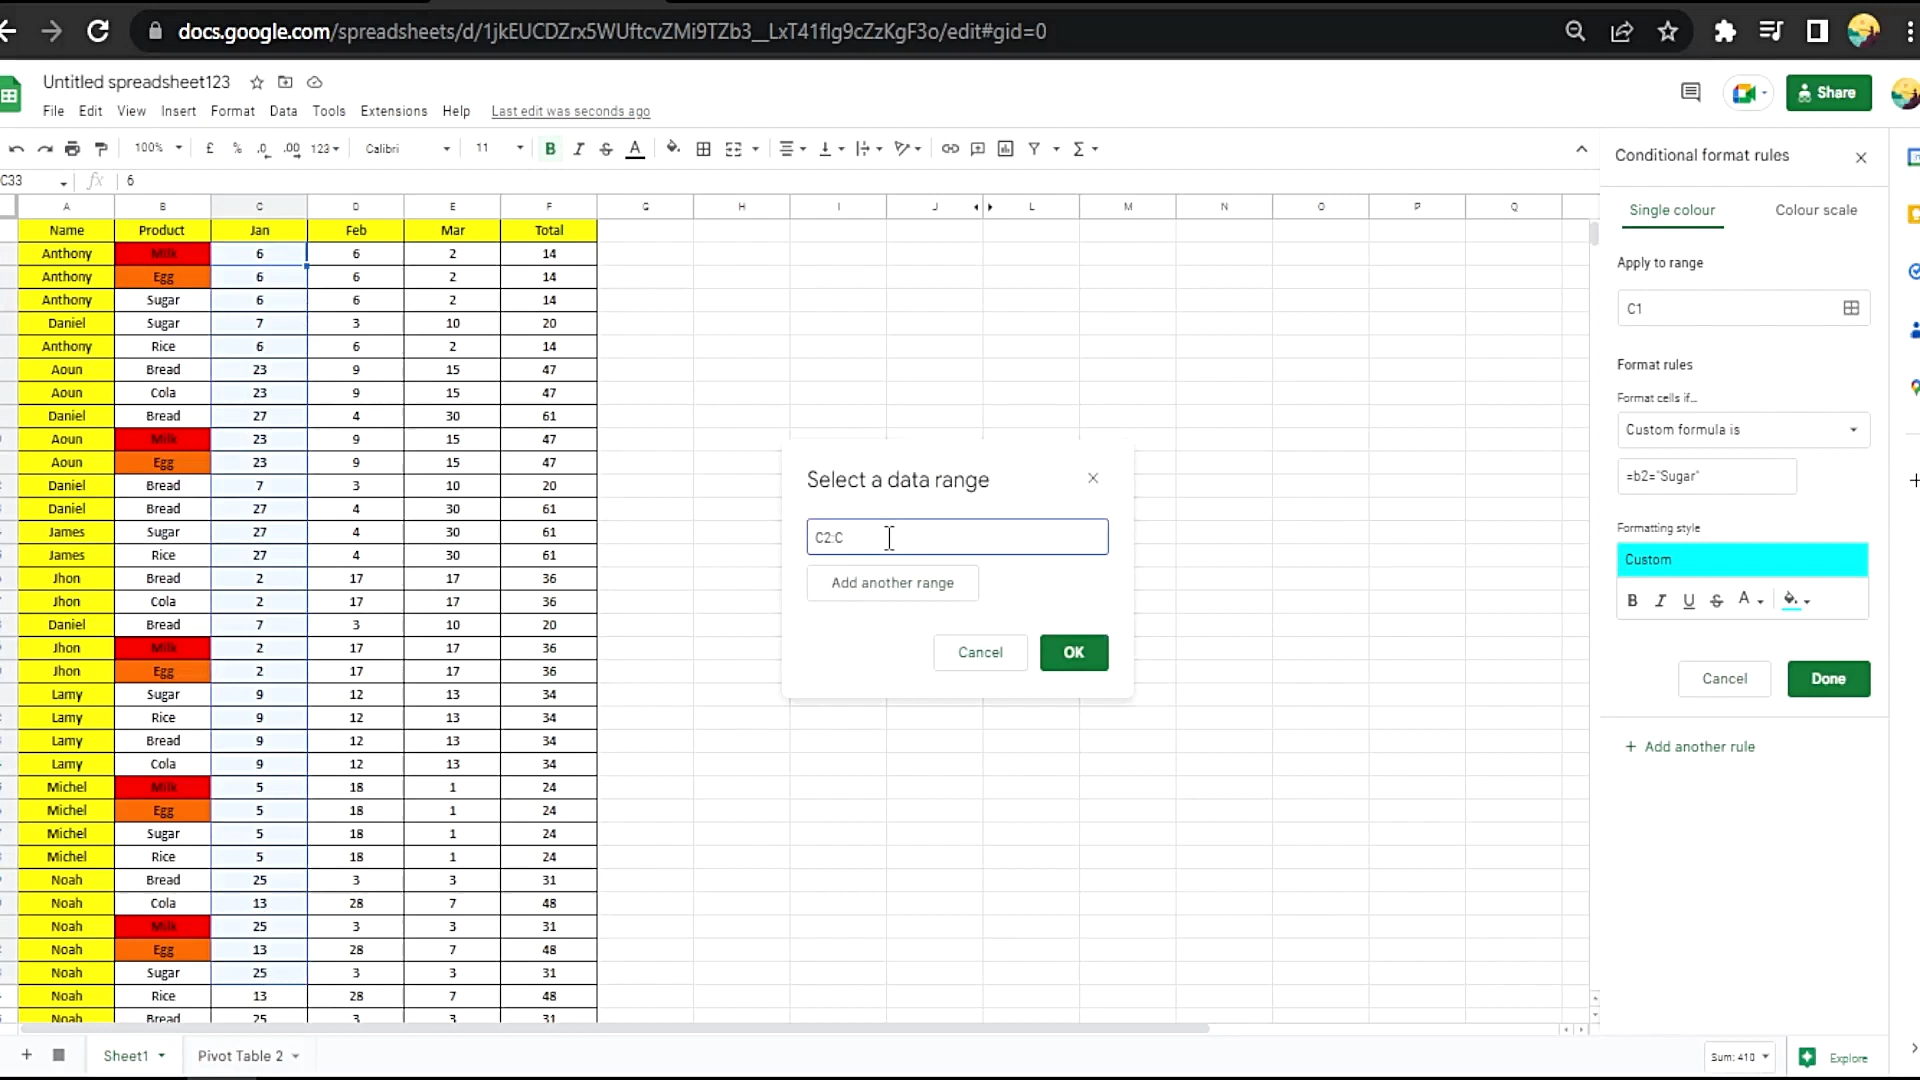 docs.google.com/spreadsheets/d/1jkEUCDZrx5WUftcvZMi9TZb3__LxT41flg9cZzKgF3o/edit#gid=0
Untitled spreadsheet123
File Edit View Insert Format Data Tools Extensions Help Last edit was seconds ago
Share
100% £ % .0 .00 123 Calibri 11 B I S A
C33 fx 6
A B C D E F G H I J L M N O P Q
Name Product Jan Feb Mar Total
Anthony Milk 6 6 2 14
Anthony Egg 6 6 2 14
Anthony Sugar 6 6 2 14
Daniel Sugar 7 3 10 20
Anthony Rice 6 6 2 14
Aoun Bread 23 9 15 47
Aoun Cola 23 9 15 47
Daniel Bread 27 4 30 61
Aoun Milk 23 9 15 47
Aoun Egg 23 9 15 47
Daniel Bread 7 3 10 20
Daniel Bread 27 4 30 61
James Sugar 27 4 30 61
James Rice 27 4 30 61
Jhon Bread 2 17 17 36
Jhon Cola 2 17 17 36
Daniel Bread 7 3 10 20
Jhon Milk 2 17 17 36
Jhon Egg 2 17 17 36
Lamy Sugar 9 12 13 34
Lamy Rice 9 12 13 34
Lamy Bread 9 12 13 34
Lamy Cola 9 12 13 34
Michel Milk 5 18 1 24
Michel Egg 5 18 1 24
Michel Sugar 5 18 1 24
Michel Rice 5 18 1 24
Noah Bread 25 3 3 31
Noah Cola 13 28 7 48
Noah Milk 25 3 3 31
Noah Egg 13 28 7 48
Noah Sugar 25 3 3 31
Noah Rice 13 28 7 48
Noah Bread 25 3 3 31
Select a data range
C2:C
Add another range
Cancel OK
Conditional format rules
Single colour Colour scale
Apply to range
C1
Format rules
Format cells if...
Custom formula is
=b2="Sugar"
Formatting style
Custom
B I U S A
Cancel Done
+ Add another rule
+ Sheet1 Pivot Table 2 Sum: 410 Explore